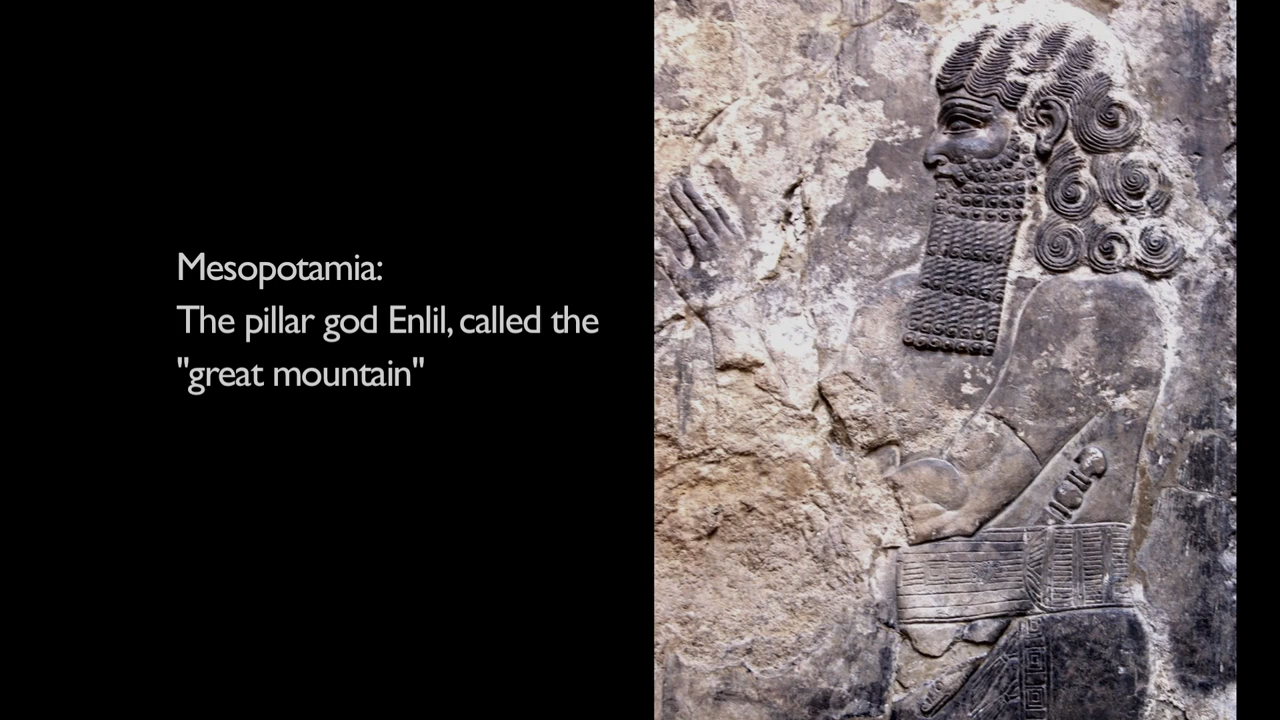 Mesopotamia:
The pillar god Enlil, called the
"great mountain"